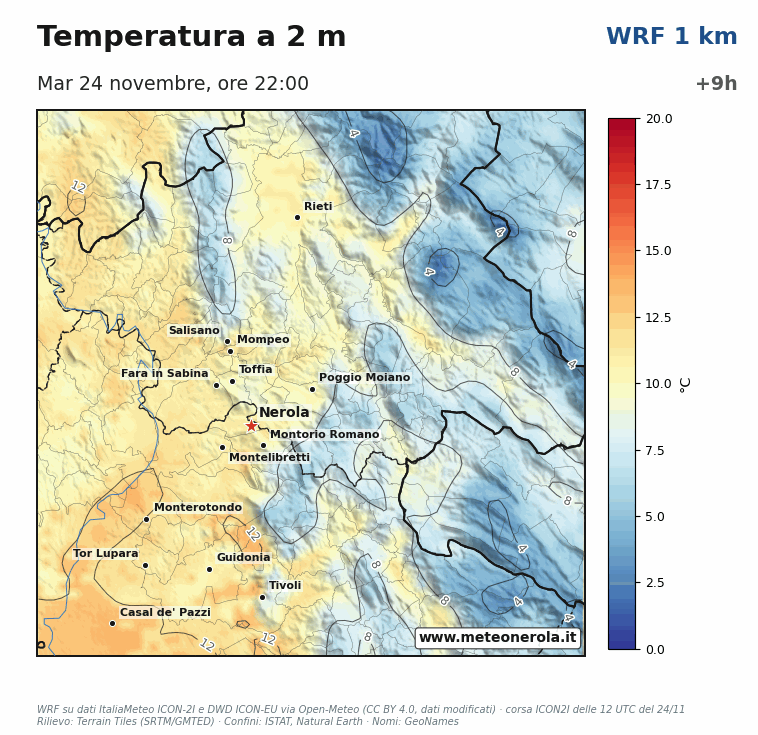 Temperatura a 2 m
WRF 1 km
Mar 24 novembre, ore 22:00
+9h
4
12
Rieti
8
4
8
4
20.0
17.5
15.0
12.5
10.0
7.5
5.0
2.5
0.0
°C
Salisano
Mompeo
Fara in Sabina
Toffia
Poggio Moiano
4
8
Nerola
Montorio Romano
Montelibretti
8
Monterotondo
12
4
Tor Lupara
Guidonia
8
Tivoli
8
4
Casal de' Pazzi
4
12
12
8
www.meteonerola.it
WRF su dati ItaliaMeteo ICON-2I e DWD ICON-EU via Open-Meteo (CC BY 4.0, dati modificati) · corsa ICON2I delle 12 UTC del 24/11
Rilievo: Terrain Tiles (SRTM/GMTED) · Confini: ISTAT, Natural Earth · Nomi: GeoNames